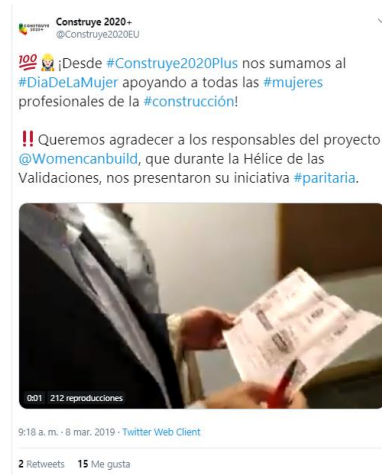 Construye 2020+
@Construye2020EU
💯 👷‍♀️ ¡Desde #Construye2020Plus nos sumamos al
#DiaDeLaMujer apoyando a todas las #mujeres
profesionales de la #construcción!
‼ Queremos agradecer a los responsables del proyecto
@Womencanbuild, que durante la Hélice de las
Validaciones, nos presentaron su iniciativa #paritaria.
0:01 212 reproducciones
9:18 a. m. · 8 mar. 2019 · Twitter Web Client
2 Retweets 15 Me gusta